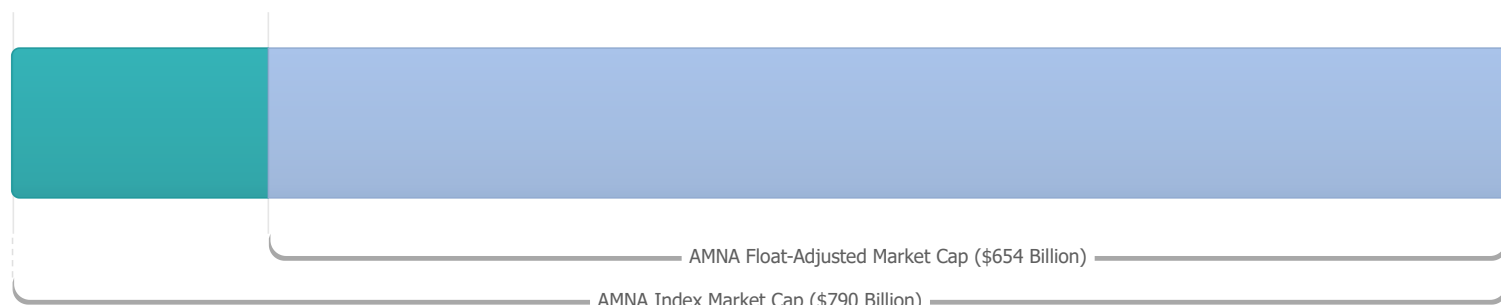 AMNA Float-Adjusted Market Cap ($654 Billion)
AMNA Index Market Cap ($790 Billion)